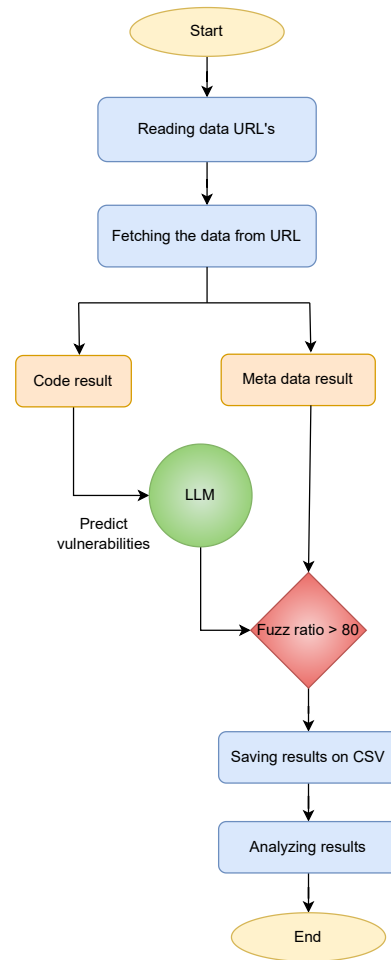 Start
Reading data URL's
Fetching the data from URL
Code result
Meta data result
LLM
Predict
vulnerabilities
Fuzz ratio > 80
Saving results on CSV
Analyzing results
End